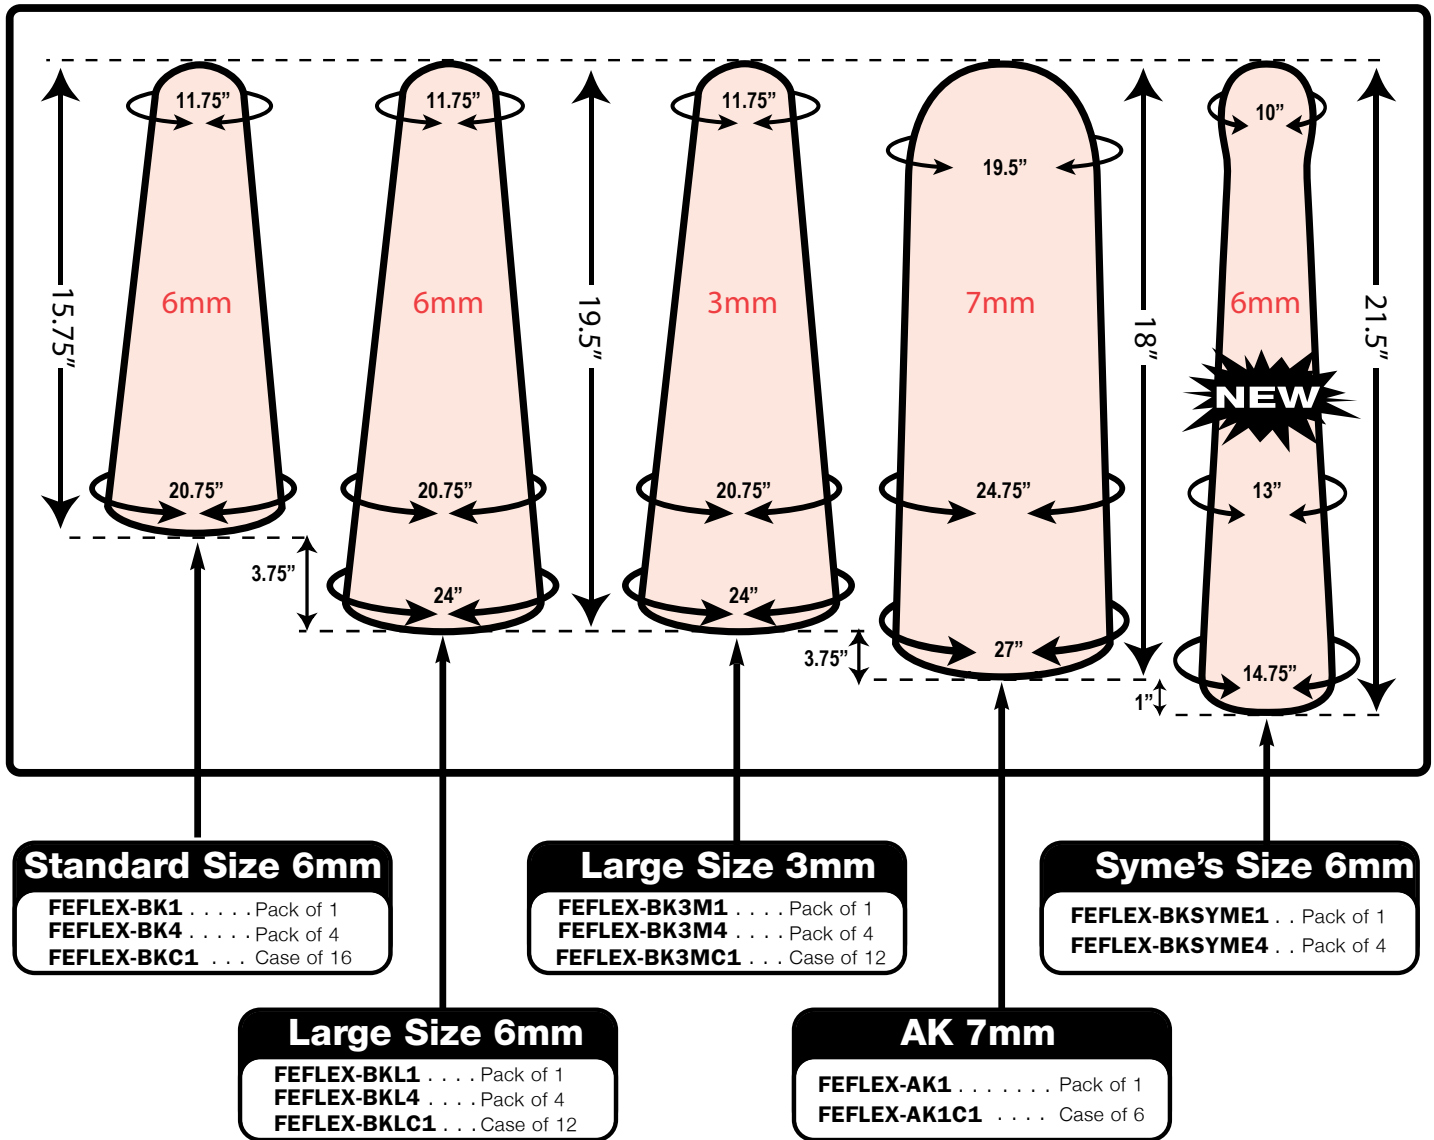 11.75”
11.75”
11.75”
19.5”
10”
6mm
6mm
3mm
7mm
6mm
15.75”
19.5”
18”
21.5”
NEW
20.75”
20.75”
20.75”
24.75”
13”
3.75”
24”
24”
3.75”
27”
1”
14.75”
Standard Size 6mm
FEFLEX-BK1 . . . . . Pack of 1
FEFLEX-BK4 . . . . . Pack of 4
FEFLEX-BKC1 . . . Case of 16
Large Size 3mm
FEFLEX-BK3M1 . . . . Pack of 1
FEFLEX-BK3M4 . . . . Pack of 4
FEFLEX-BK3MC1 . . . Case of 12
Syme’s Size 6mm
FEFLEX-BKSYME1 . . Pack of 1
FEFLEX-BKSYME4 . . Pack of 4
Large Size 6mm
FEFLEX-BKL1 . . . . Pack of 1
FEFLEX-BKL4 . . . . Pack of 4
FEFLEX-BKLC1 . . . Case of 12
AK 7mm
FEFLEX-AK1 . . . . . . . Pack of 1
FEFLEX-AK1C1 . . . . Case of 6